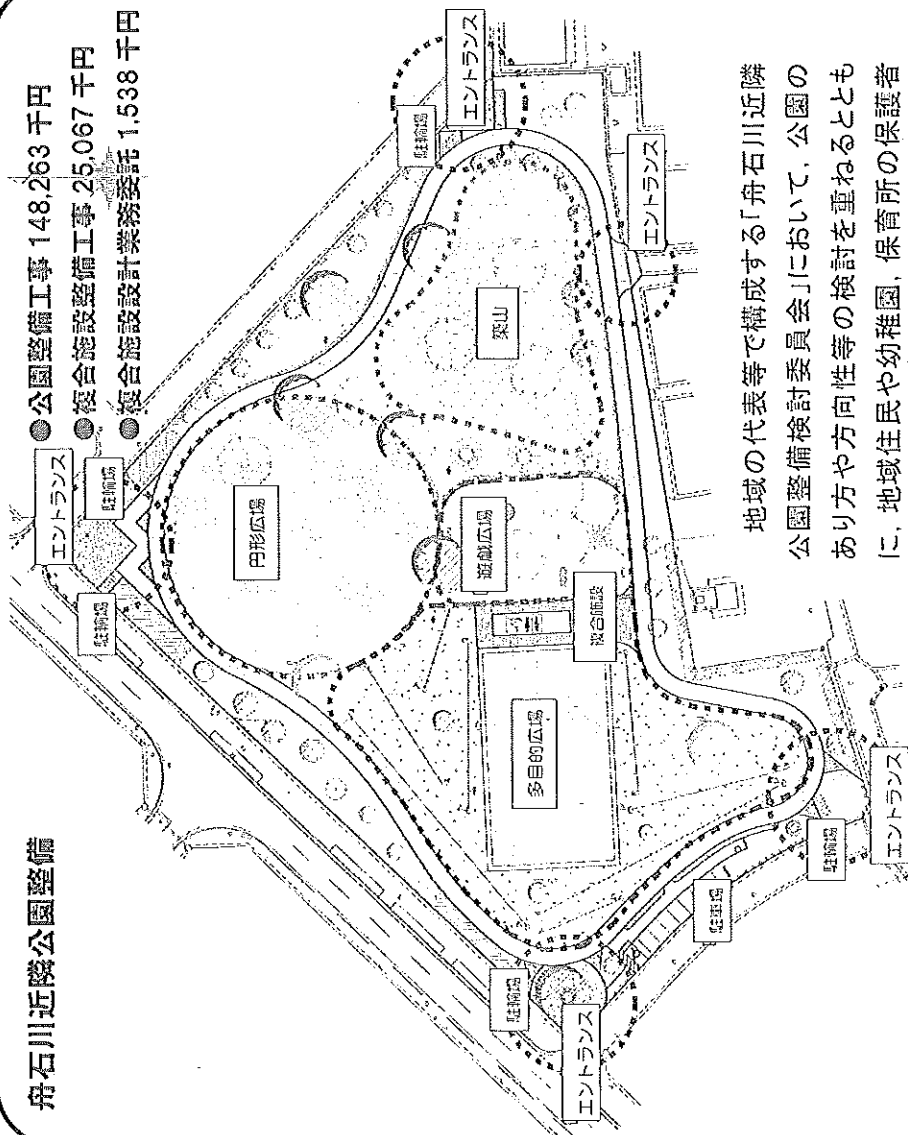 舟石川近隣公園整備
●公園整備工事 148,263 千円
●複合施設整備工事 25,067 千円
●複合施設設計業務委託 1,538 千円
エントランス
駐輪場
駐輪場
円形広場
駐輪場
エントランス
築山
エントランス
遊戯広場
複合施設
多目的広場
駐輪場
エントランス
駐車場
駐輪場
エントランス
地域の代表等で構成する「舟石川近隣
公園整備検討委員会」において，公園の
あり方や方向性等の検討を重ねるととも
に，地域住民や幼稚園，保育所の保護者